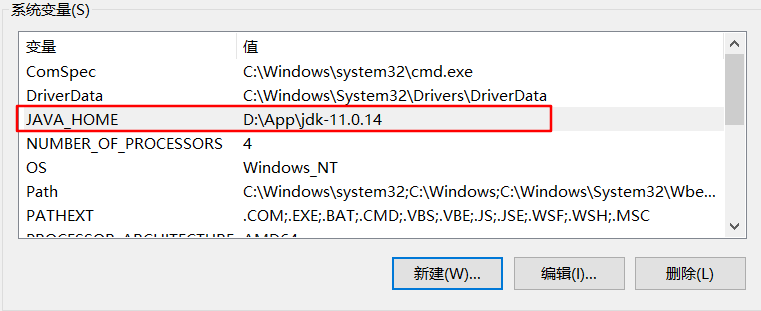 系统变量(S)
变量 值
ComSpec C:\Windows\system32\cmd.exe
DriverData C:\Windows\System32\Drivers\DriverData
JAVA_HOME D:\App\jdk-11.0.14
NUMBER_OF_PROCESSORS 4
OS Windows_NT
Path C:\Windows\system32;C:\Windows;C:\Windows\System32\Wbe...
PATHEXT .COM;.EXE;.BAT;.CMD;.VBS;.VBE;.JS;.JSE;.WSF;.WSH;.MSC
PROCESSOR_ARCHITECTURE AMD64
新建(W)... 编辑(I)... 删除(L)